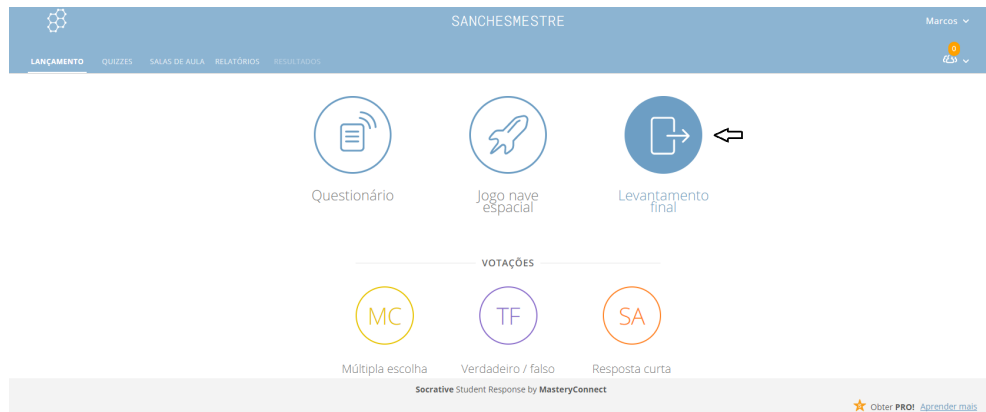 SANCHESMESTRE
Marcos
0
LANÇAMENTO QUIZZES SALAS DE AULA RELATÓRIOS RESULTADOS
Questionário
Jogo nave
espacial
Levantamento
final
VOTAÇÕES
MC
TF
SA
Múltipla escolha
Verdadeiro / falso
Resposta curta
Socrative Student Response by MasteryConnect
Obter PRO! Aprender mais